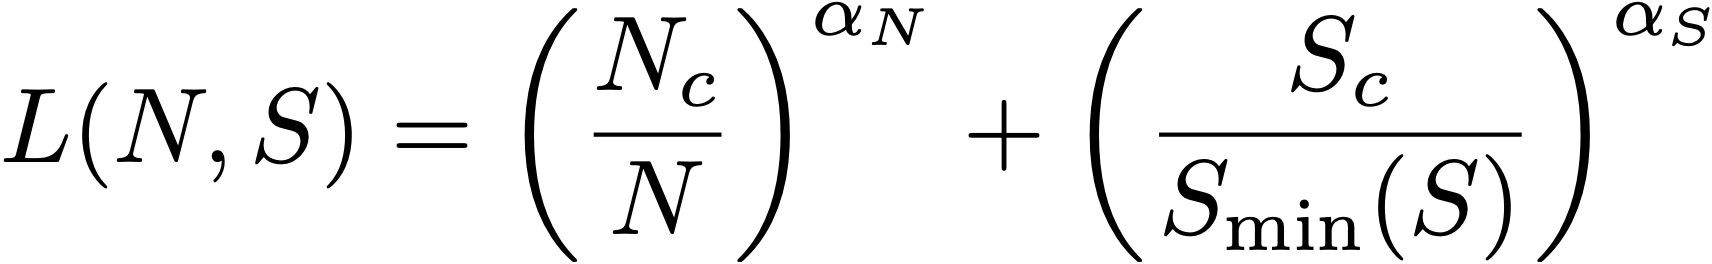 L(N, S) = (N_c / N)^{α_N} + (S_c / S_min(S))^{α_S}